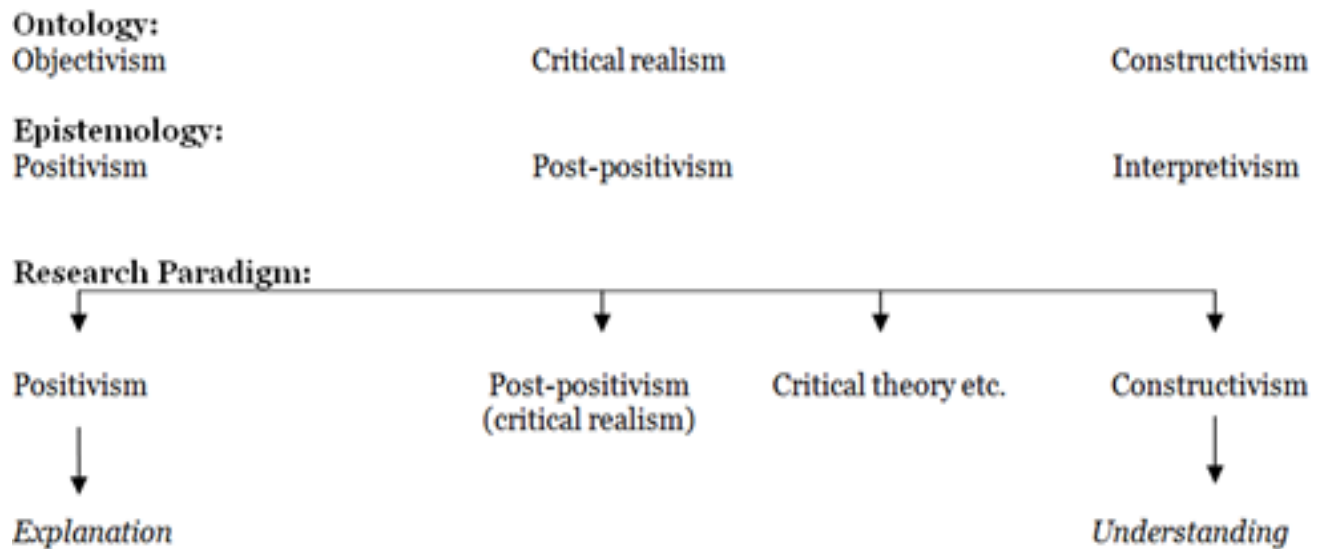 Ontology:
Objectivism Critical realism Constructivism
Epistemology:
Positivism Post-positivism Interpretivism
Research Paradigm:
Positivism Post-positivism Critical theory etc. Constructivism
(critical realism)
Explanation Understanding